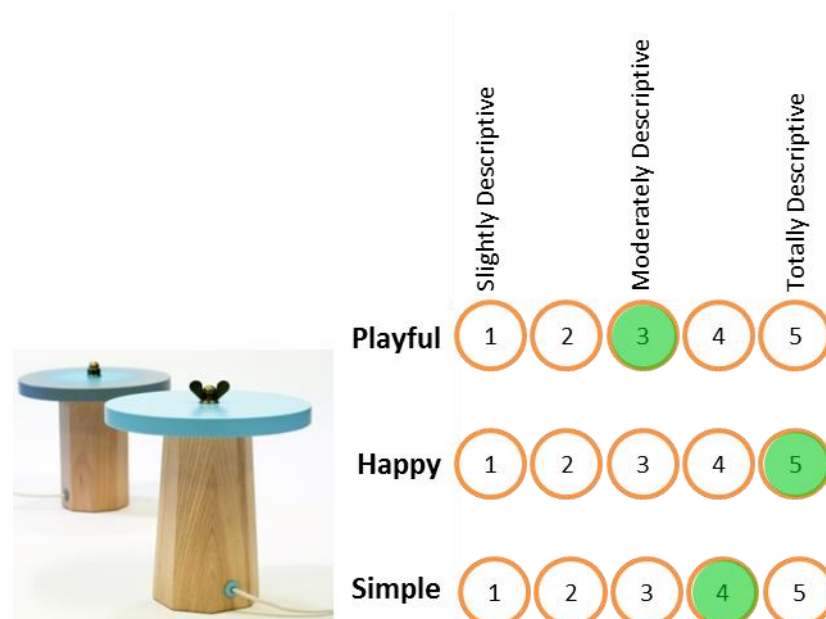 Slightly Descriptive
Moderately Descriptive
Totally Descriptive
Playful 1 2 3 4 5
Happy 1 2 3 4 5
Simple 1 2 3 4 5